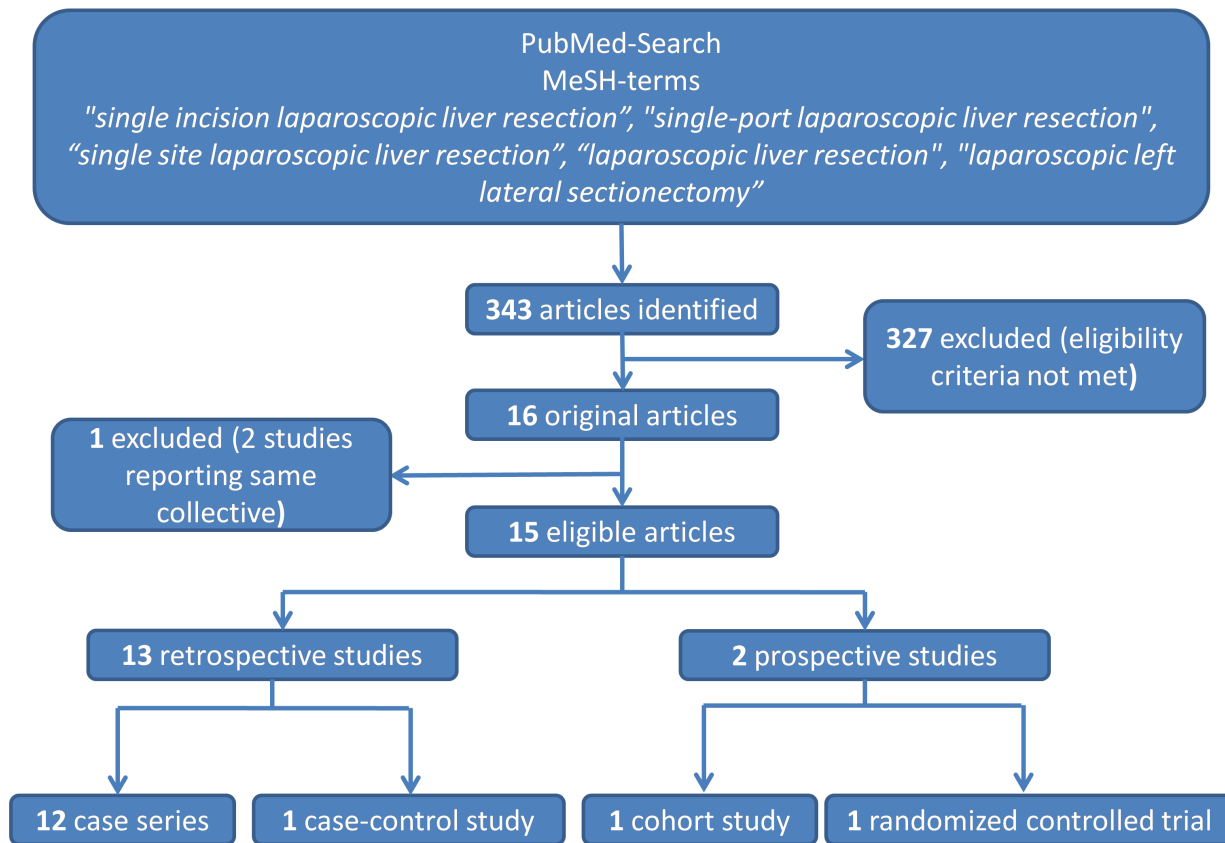 PubMed-Search
MeSH-terms
"single incision laparoscopic liver resection”, "single-port laparoscopic liver resection",
“single site laparoscopic liver resection”, “laparoscopic liver resection", "laparoscopic left
lateral sectionectomy”
343 articles identified
327 excluded (eligibility
criteria not met)
16 original articles
1 excluded (2 studies
reporting same
collective)
15 eligible articles
13 retrospective studies
2 prospective studies
12 case series
1 case-control study
1 cohort study
1 randomized controlled trial